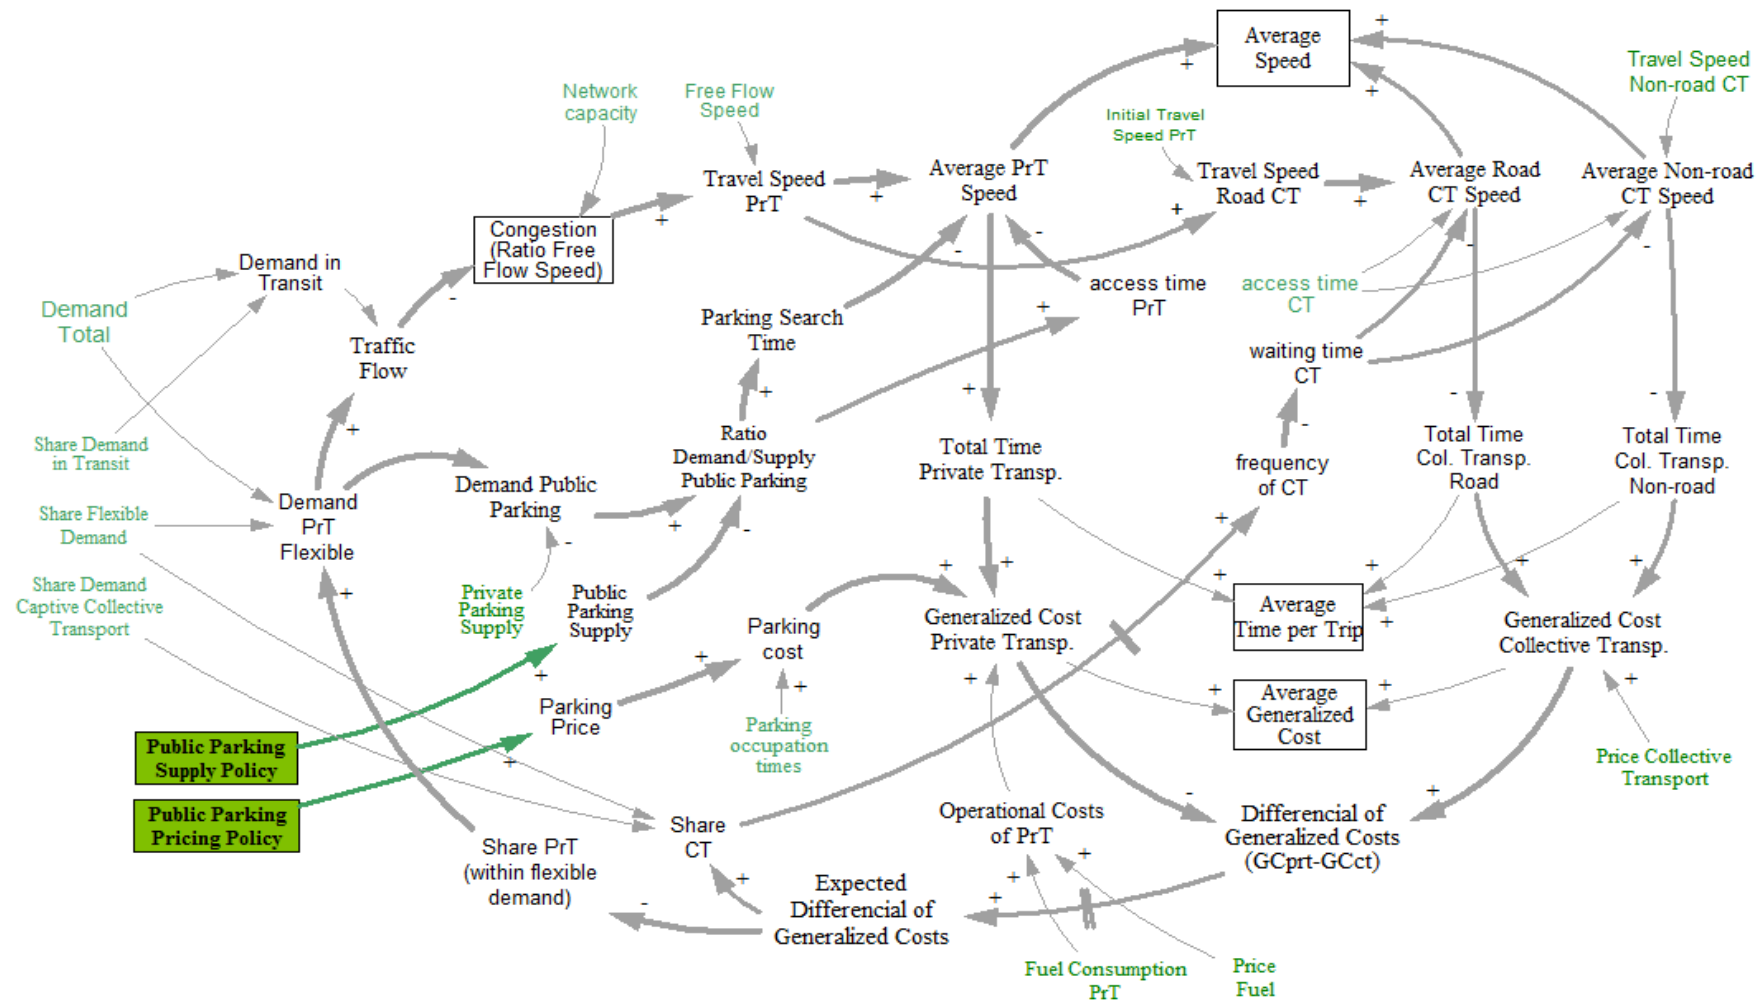 Average
Speed
Travel Speed
Non-road CT
Network
capacity
Free Flow
Speed
Initial Travel
Speed PrT
Travel Speed
PrT
Average PrT
Speed
Travel Speed
Road CT
Average Road
CT Speed
Average Non-road
CT Speed
Congestion
(Ratio Free
Flow Speed)
Demand in
Transit
Demand
Total
access time
PrT
access time
CT
Parking Search
Time
Traffic
Flow
waiting time
CT
Share Demand
in Transit
Ratio
Demand/Supply
Public Parking
Total Time
Private Transp.
frequency
of CT
Total Time
Col. Transp.
Road
Total Time
Col. Transp.
Non-road
Demand Public
Parking
Demand
PrT
Flexible
Share Flexible
Demand
Share Demand
Captive Collective
Transport
Private
Parking
Supply
Public
Parking
Supply
Parking
cost
Generalized Cost
Private Transp.
Average
Time per Trip
Generalized Cost
Collective Transp.
Parking
Price
Average
Generalized
Cost
Parking
occupation
times
Public Parking
Supply Policy
Price Collective
Transport
Public Parking
Pricing Policy
Share
CT
Operational Costs
of PrT
Differencial of
Generalized Costs
(GCprt-GCct)
Share PrT
(within flexible
demand)
Expected
Differencial of
Generalized Costs
Fuel Consumption
PrT
Price
Fuel